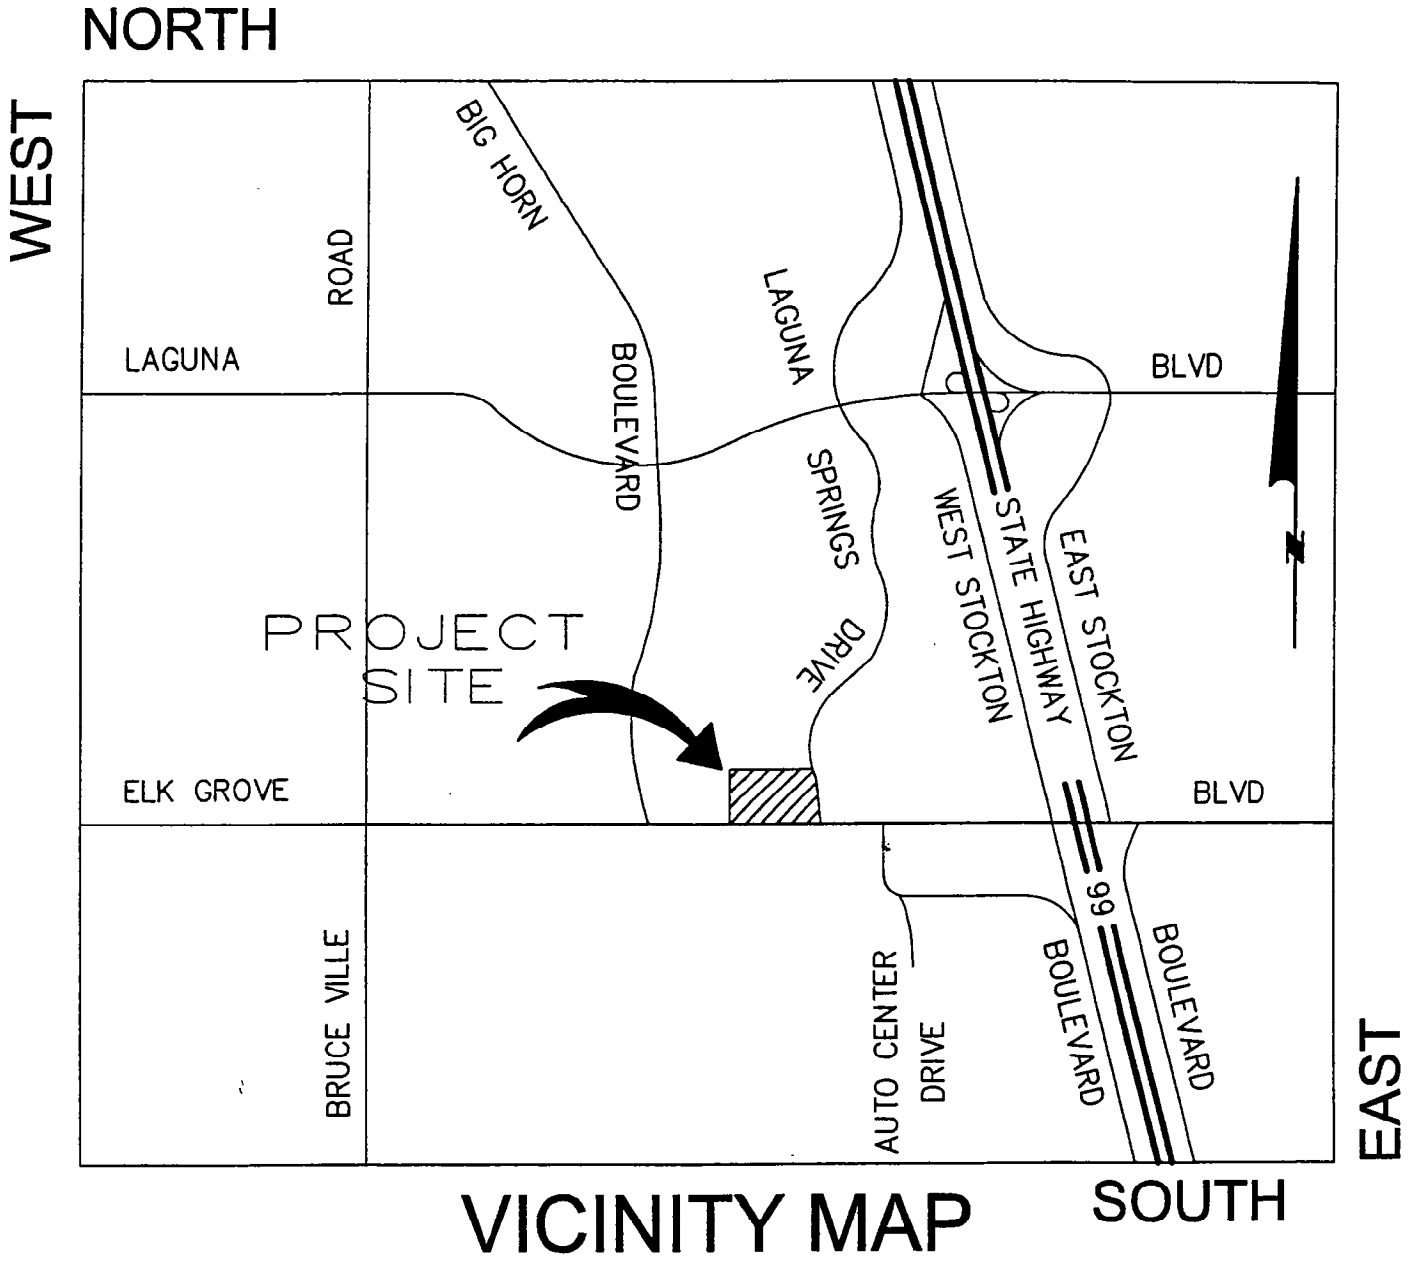 NORTH
WEST
BIG HORN
BOULEVARD
ROAD
LAGUNA
BLVD
LAGUNA
SPRINGS
DRIVE
WEST STOCKTON
STATE HIGHWAY
EAST STOCKTON
N
PROJECT
SITE
ELK GROVE
BLVD
99
BRUCE VILLE
AUTO CENTER
DRIVE
BOULEVARD
BOULEVARD
EAST
SOUTH
VICINITY MAP